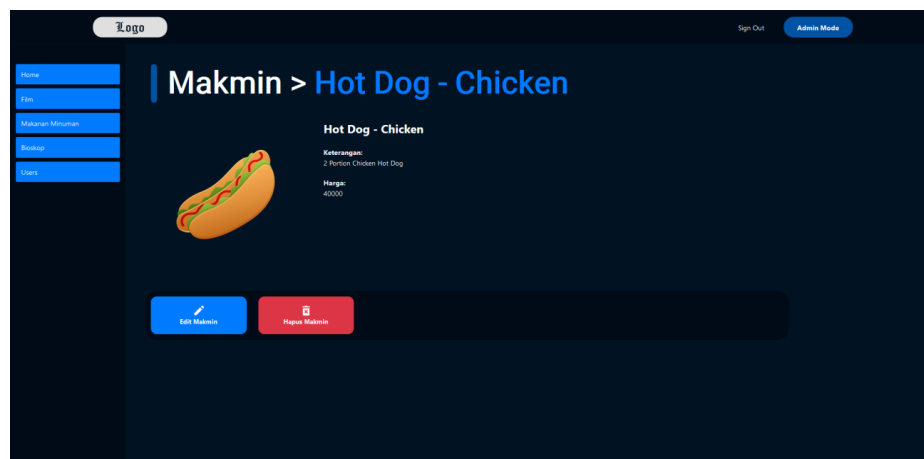 Logo
Sign Out
Admin Mode
Home
Film
Makanan Minuman
Bioskop
Users
Makmin > Hot Dog - Chicken
Hot Dog - Chicken
Keterangan:
2 Portion Chicken Hot Dog
Harga:
40000
Edit Makmin
Hapus Makmin